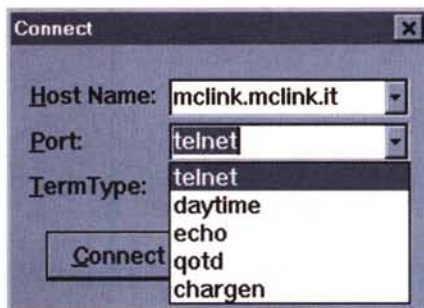 Connect
Host Name: mclink.mclink.it
Port: telnet
TermType: telnet
daytime
echo
Connect qotd
chargen